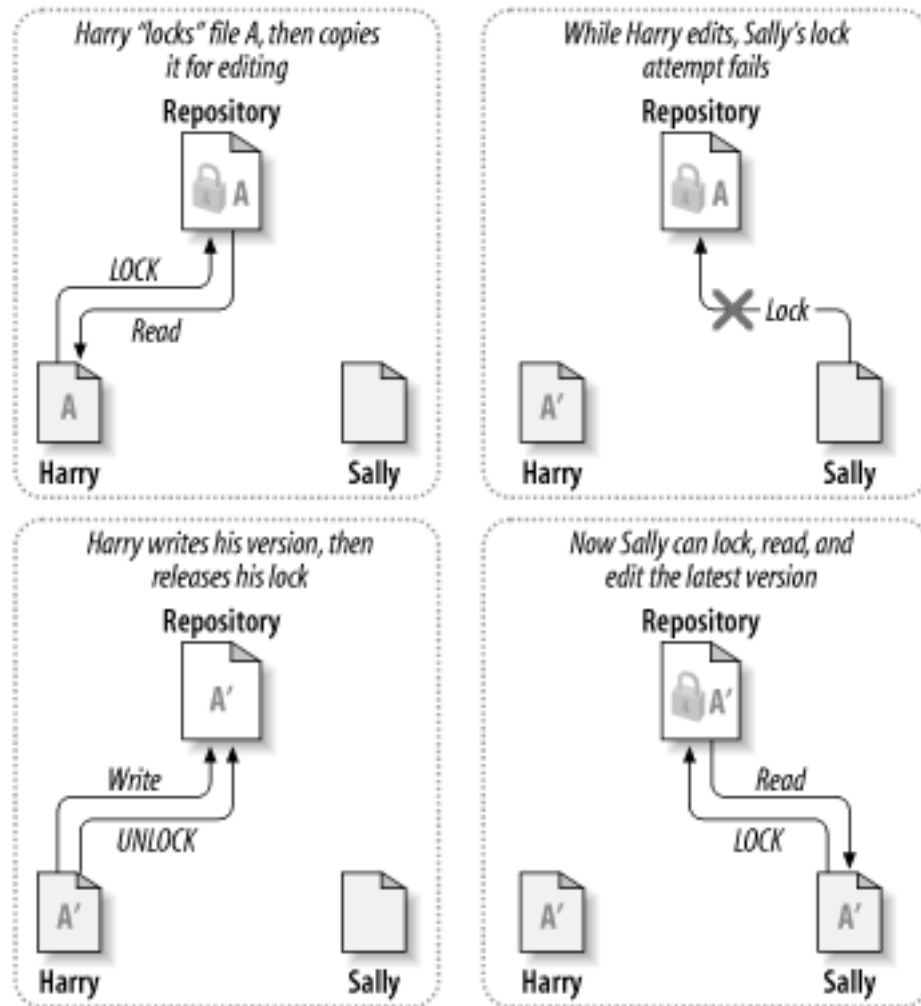 Harry “locks” file A, then copies
it for editing
Repository
A
LOCK
Read
A
Harry
Sally
While Harry edits, Sally’s lock
attempt fails
Repository
A
Lock
A′
Harry
Sally
Harry writes his version, then
releases his lock
Repository
A′
Write
UNLOCK
A′
Harry
Sally
Now Sally can lock, read, and
edit the latest version
Repository
A′
Read
LOCK
A′
A′
Harry
Sally